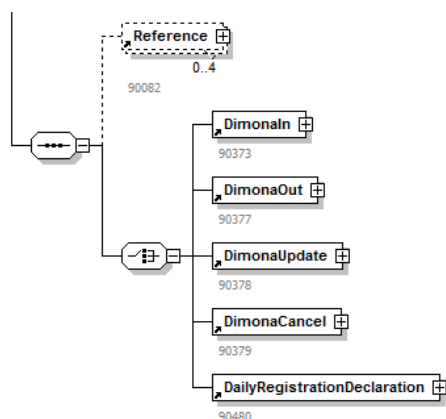 Reference
0..4
90082
DimonaIn
90373
DimonaOut
90377
DimonaUpdate
90378
DimonaCancel
90379
DailyRegistrationDeclaration
90480